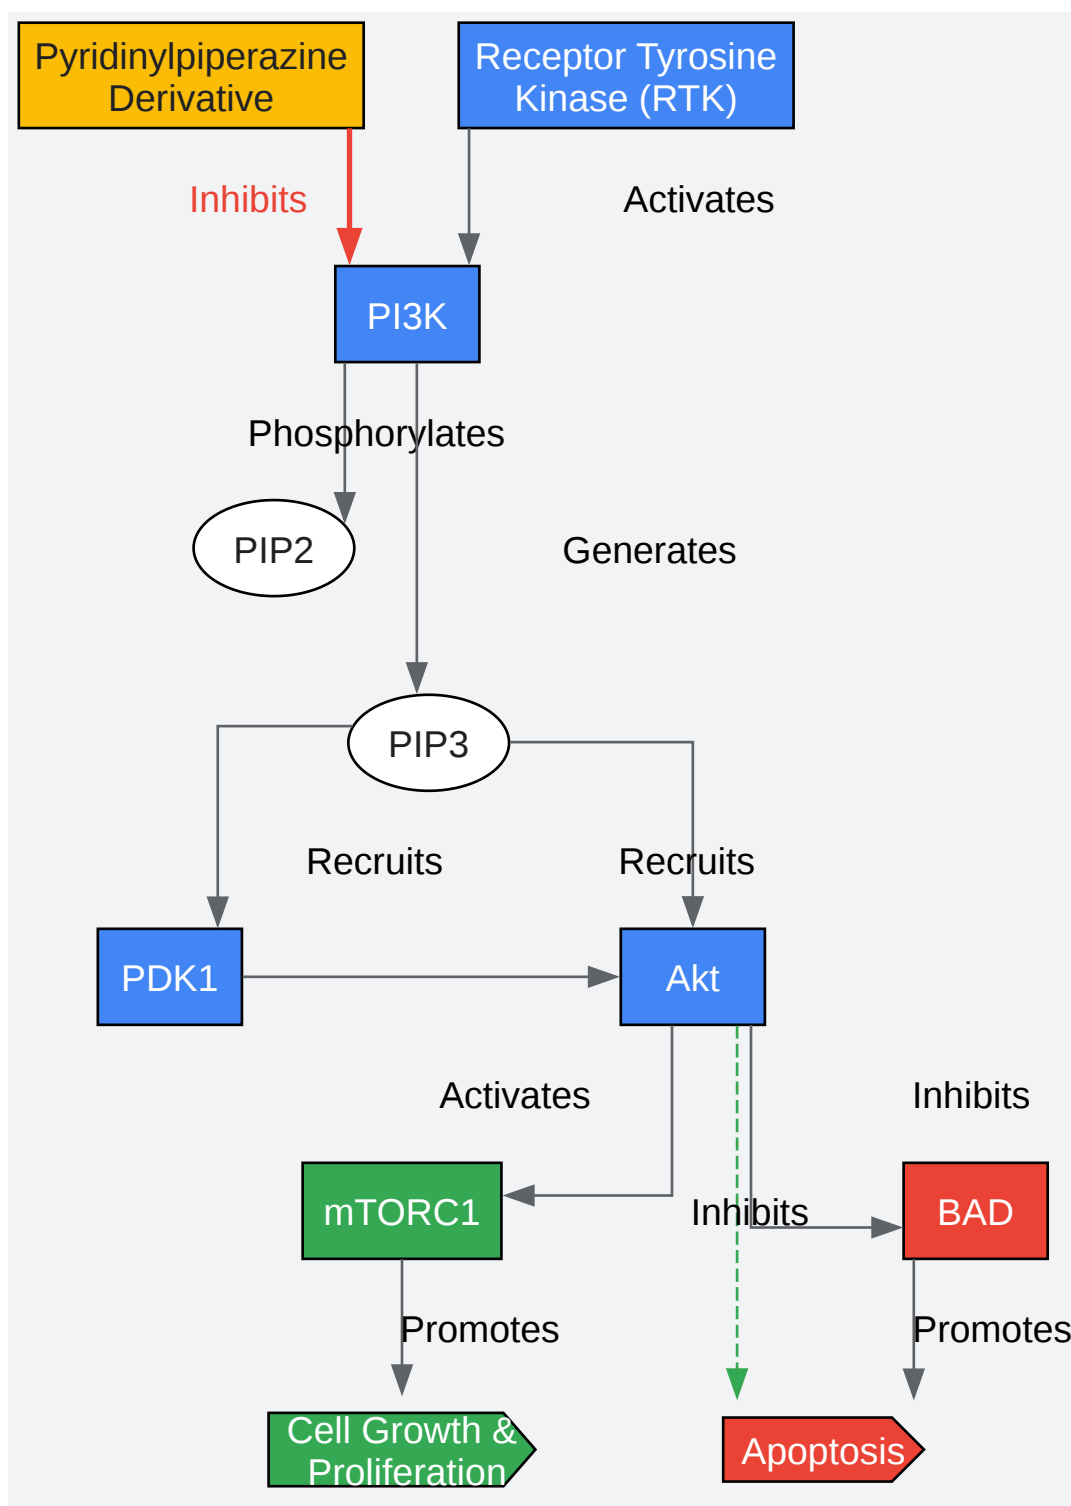 Pyridinylpiperazine
Derivative
Receptor Tyrosine
Kinase (RTK)
Inhibits
Activates
PI3K
Phosphorylates
PIP2
Generates
PIP3
Recruits
Recruits
PDK1
Akt
Activates
Inhibits
mTORC1
Inhibits
BAD
Promotes
Promotes
Cell Growth &
Proliferation
Apoptosis